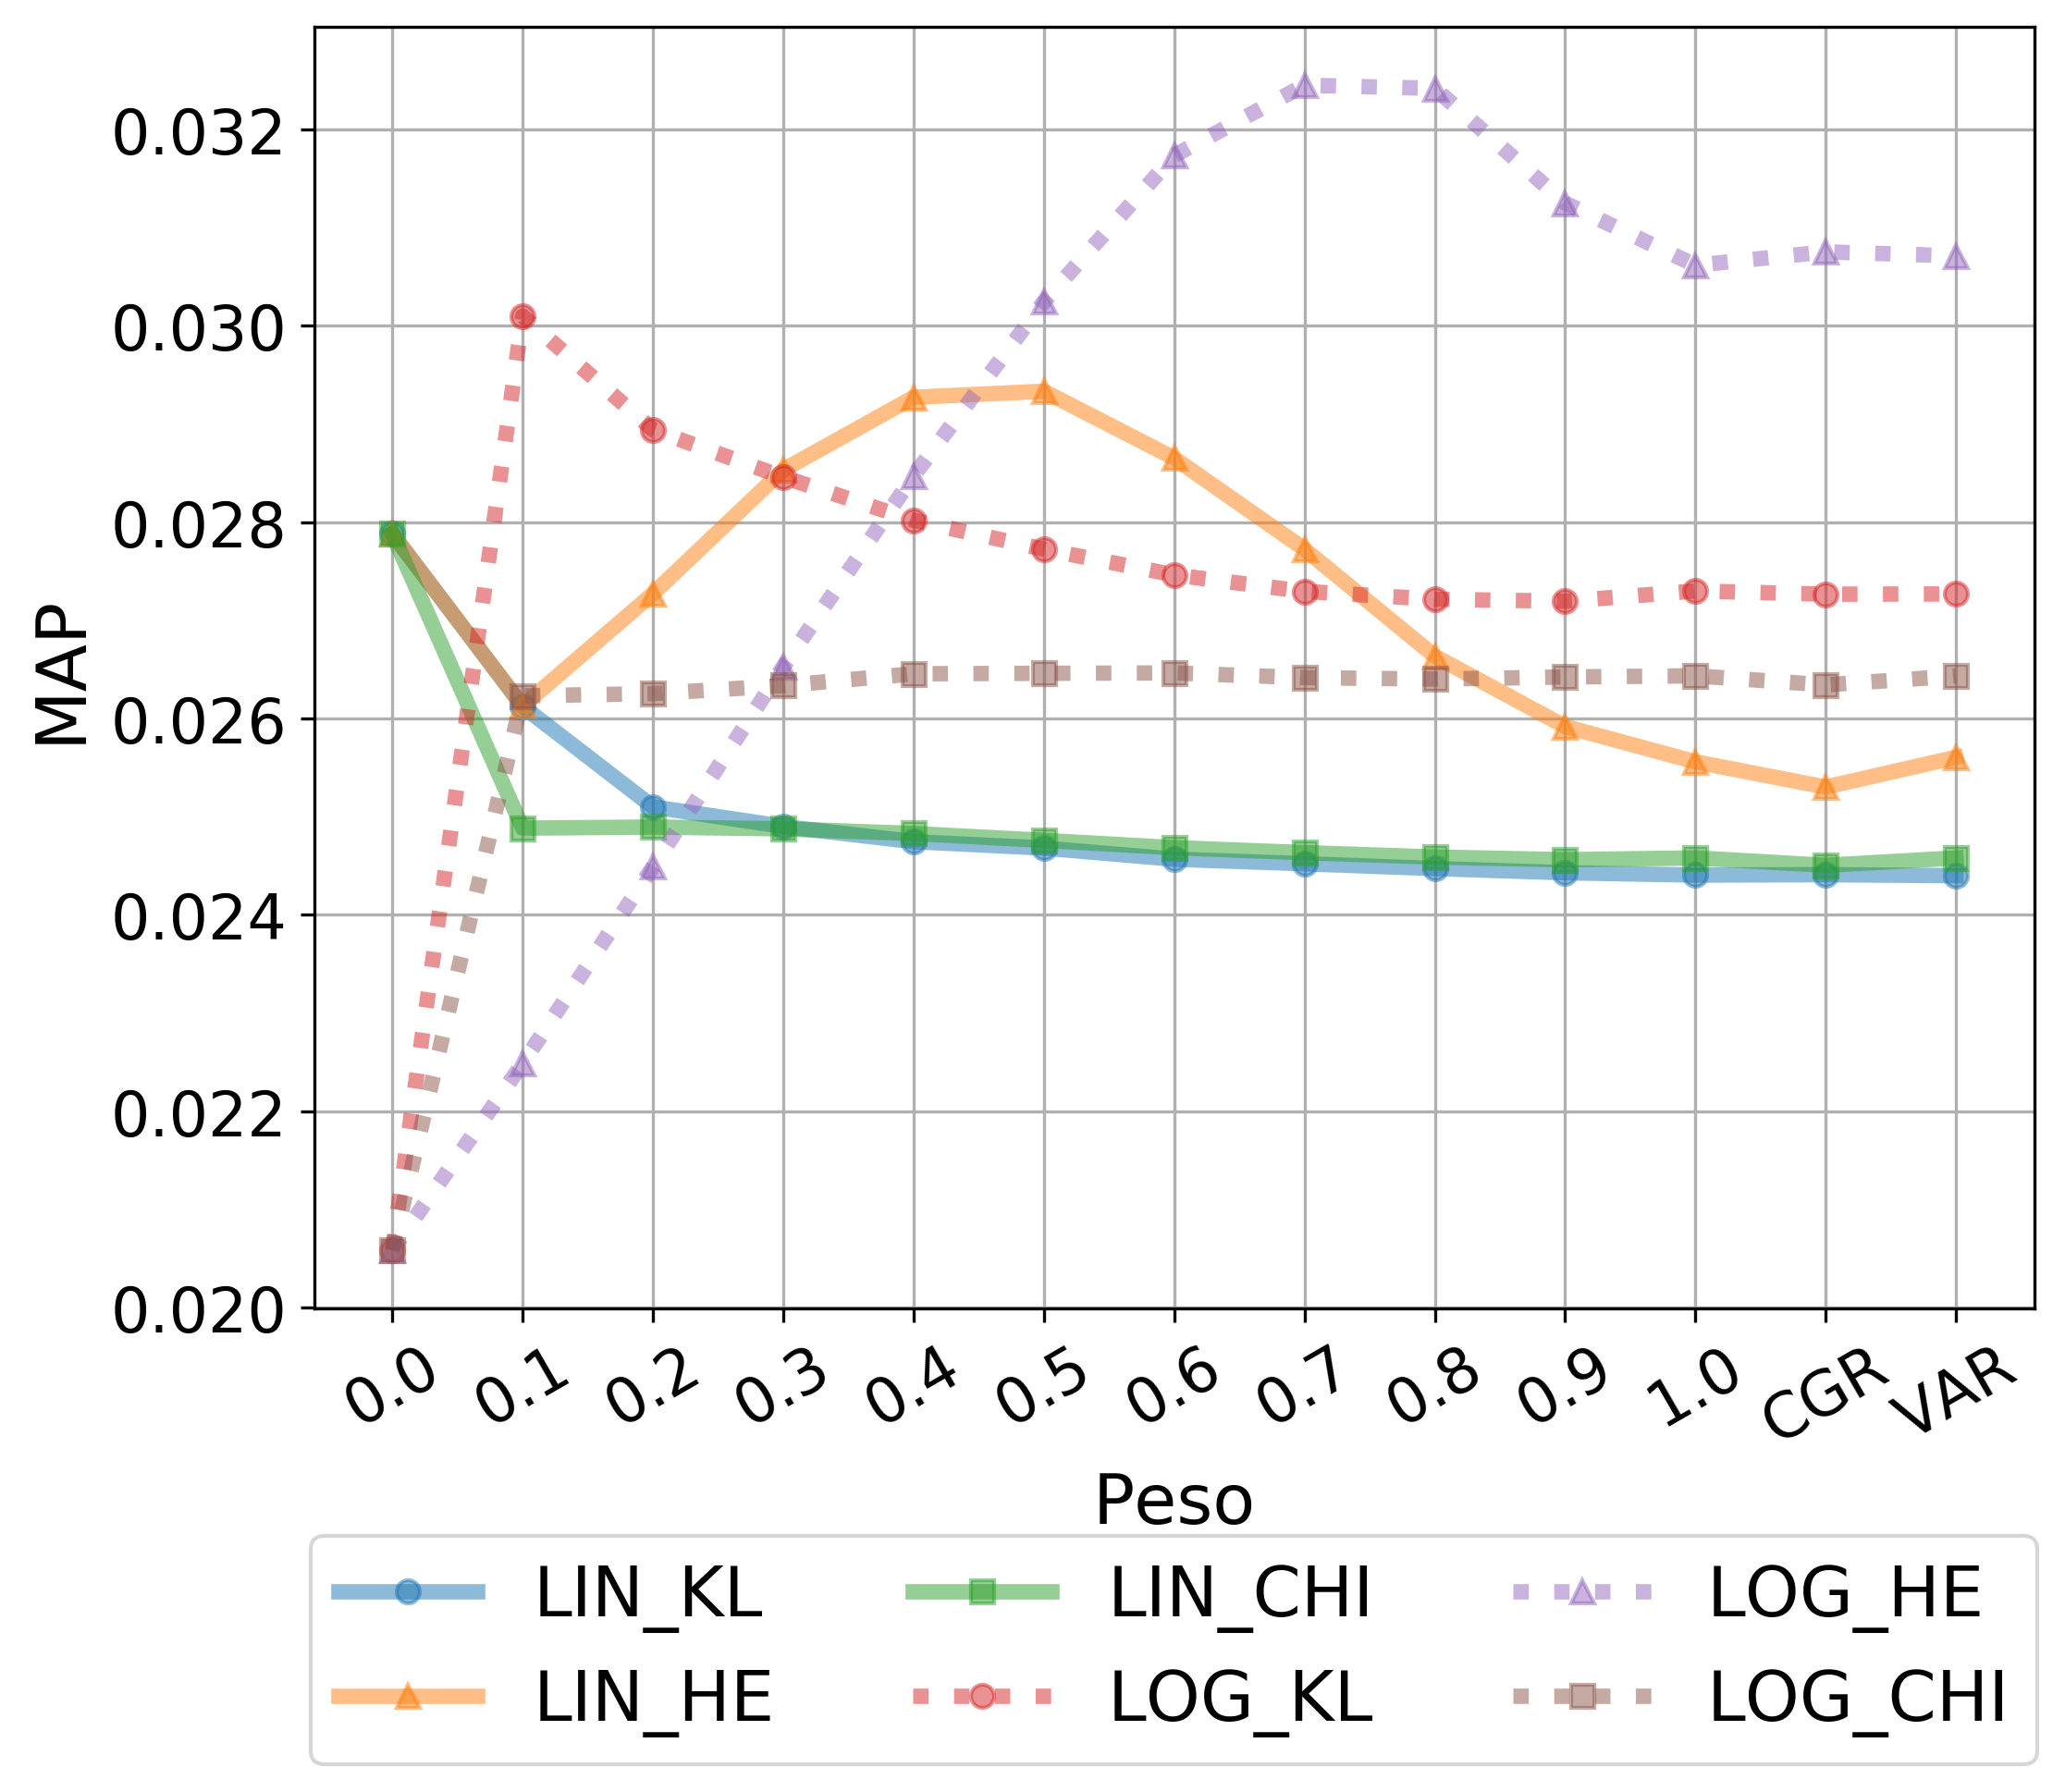 MAP
0.032
0.030
0.028
0.026
0.024
0.022
0.020
0.0 0.1 0.2 0.3 0.4 0.5 0.6 0.7 0.8 0.9 1.0 CGR VAR
Peso
LIN_KL LIN_CHI LOG_HE
LIN_HE LOG_KL LOG_CHI